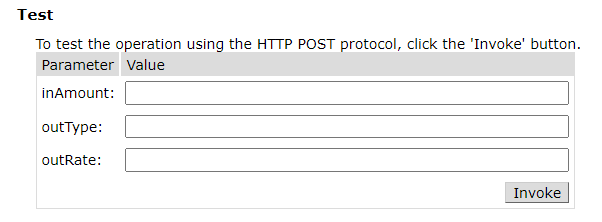 Test
To test the operation using the HTTP POST protocol, click the 'Invoke' button.
Parameter Value
inAmount:
outType:
outRate:
Invoke